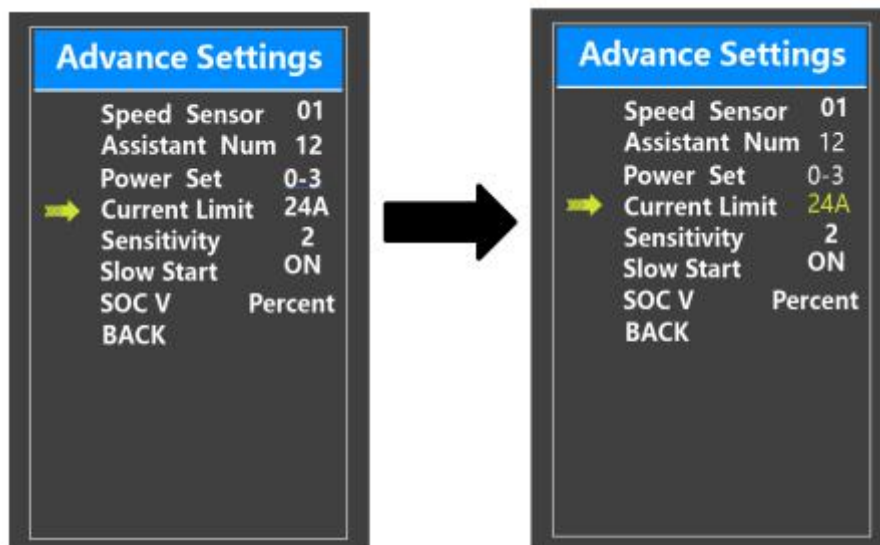 Advance Settings
Speed Sensor 01
Assistant Num 12
Power Set 0-3
Current Limit 24A
Sensitivity 2
Slow Start ON
SOC V Percent
BACK
Advance Settings
Speed Sensor 01
Assistant Num 12
Power Set 0-3
Current Limit 24A
Sensitivity 2
Slow Start ON
SOC V Percent
BACK